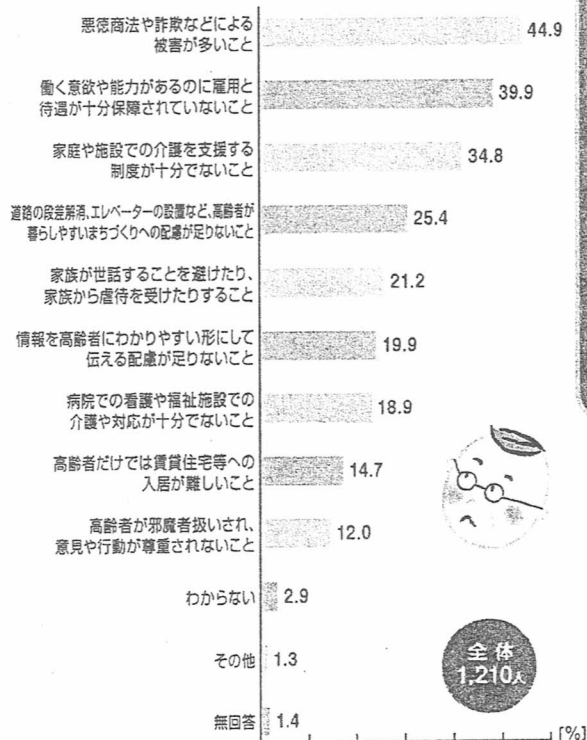 悪徳商法や詐欺などによる
被害が多いこと
44.9
働く意欲や能力があるのに雇用と
待遇が十分保障されていないこと
39.9
家庭や施設での介護を支援する
制度が十分でないこと
34.8
道路の段差解消、エレベーターの設置など、高齢者が
暮らしやすいまちづくりへの配慮が足りないこと
25.4
家族が世話することを避けたり、
家族から虐待を受けたりすること
21.2
情報を高齢者にわかりやすい形にして
伝える配慮が足りないこと
19.9
病院での看護や福祉施設での
介護や対応が十分でないこと
18.9
高齢者だけでは賃貸住宅等への
入居が難しいこと
14.7
高齢者が邪魔者扱いされ、
意見や行動が尊重されないこと
12.0
わからない
2.9
その他
1.3
無回答
1.4
全体
1,210人
[%]